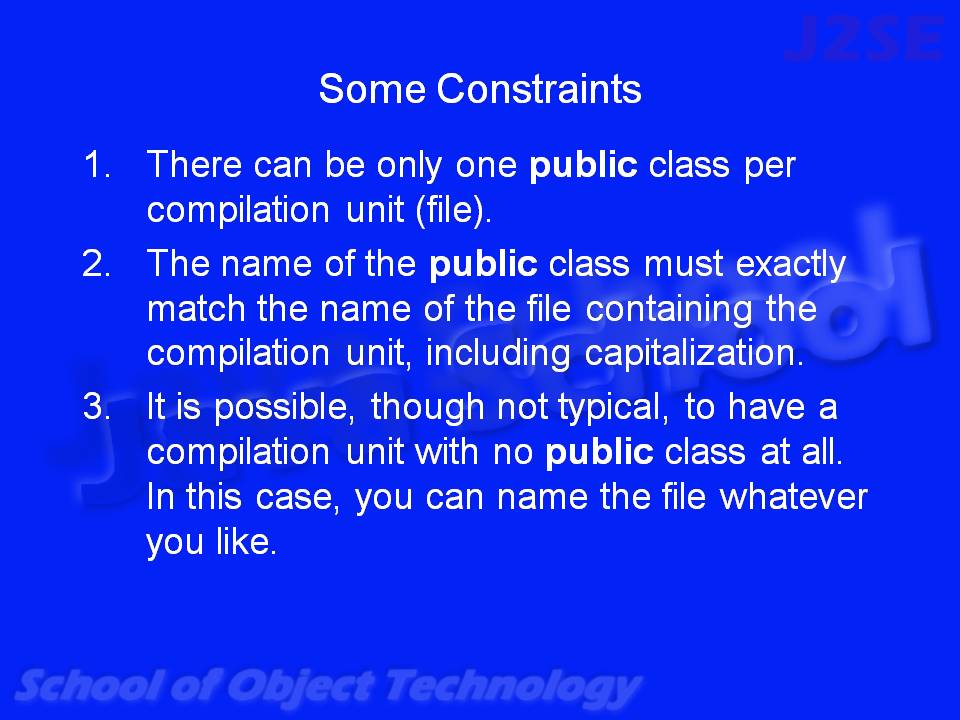 J2SE
Some Constraints
1. There can be only one public class per
compilation unit (file).
2. The name of the public class must exactly
match the name of the file containing the
compilation unit, including capitalization.
3. It is possible, though not typical, to have a
compilation unit with no public class at all.
In this case, you can name the file whatever
you like.
School of Object Technology